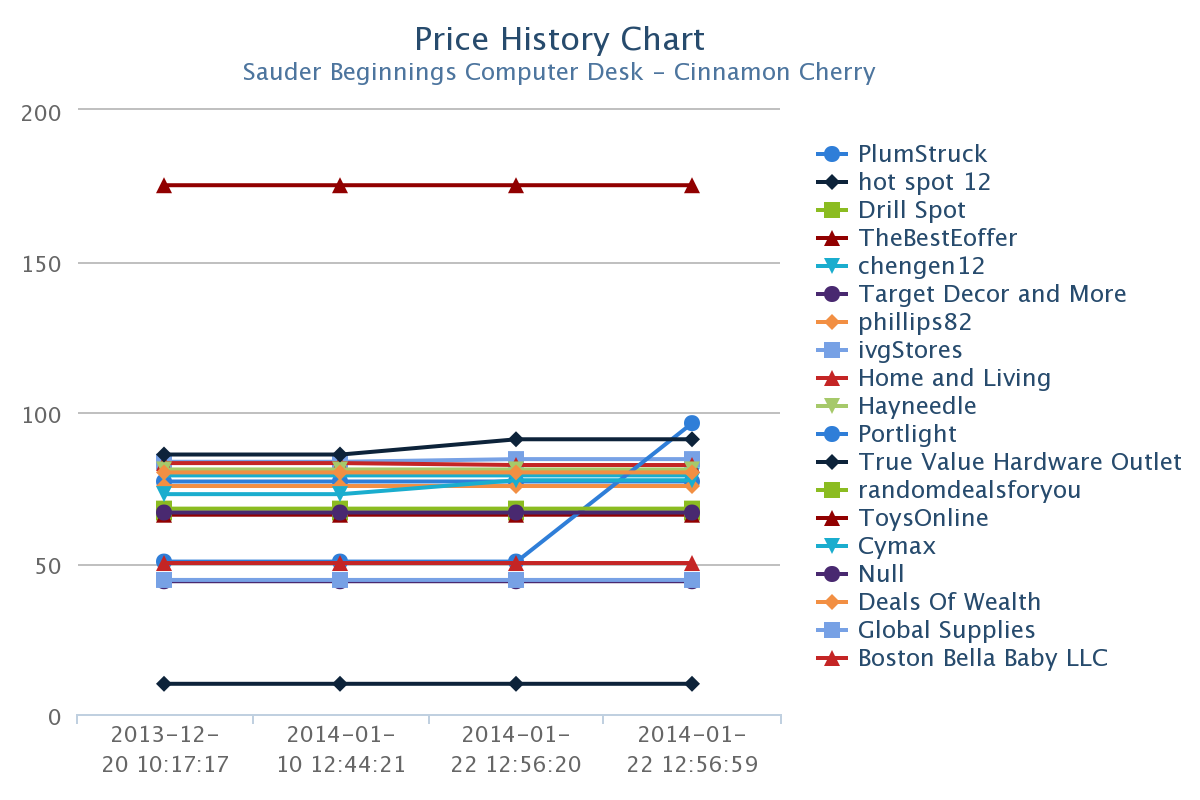 Price History Chart
Sauder Beginnings Computer Desk – Cinnamon Cherry
200
150
100
50
0
2013-12-
20 10:17:17
2014-01-
10 12:44:21
2014-01-
22 12:56:20
2014-01-
22 12:56:59
PlumStruck
hot spot 12
Drill Spot
TheBestEoffer
chengen12
Target Decor and More
phillips82
ivgStores
Home and Living
Hayneedle
Portlight
True Value Hardware Outlet
randomdealsforyou
ToysOnline
Cymax
Null
Deals Of Wealth
Global Supplies
Boston Bella Baby LLC